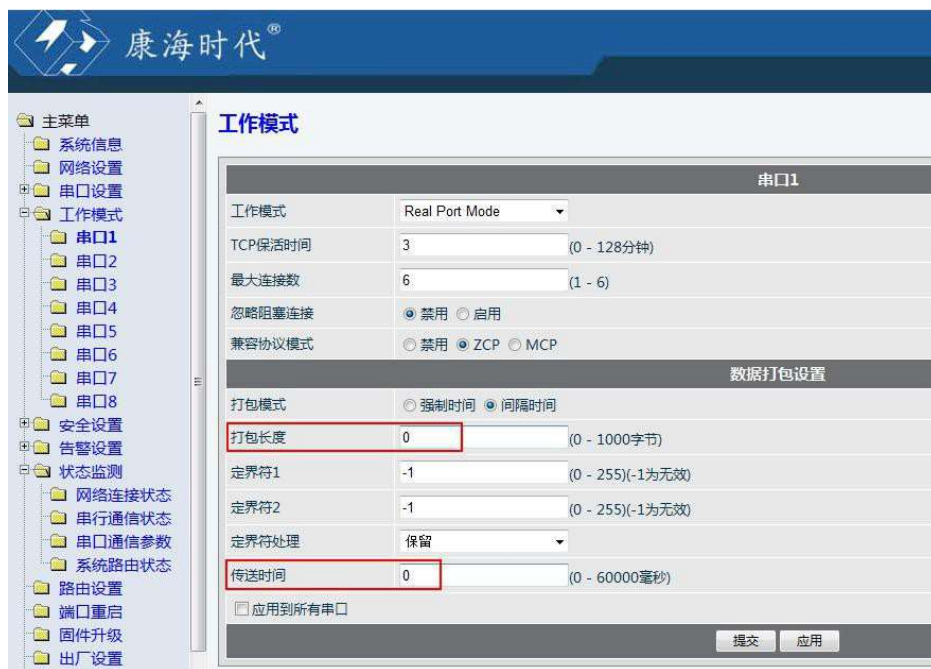 康海时代®
主菜单
系统信息
网络设置
串口设置
工作模式
串口1
串口2
串口3
串口4
串口5
串口6
串口7
串口8
安全设置
告警设置
状态监测
网络连接状态
串行通信状态
串口通信参数
系统路由状态
路由设置
端口重启
固件升级
出厂设置
工作模式
串口1
工作模式 Real Port Mode
TCP保活时间 3 (0 - 128分钟)
最大连接数 6 (1 - 6)
忽略阻塞连接 禁用 启用
兼容协议模式 禁用 ZCP MCP
数据打包设置
打包模式 强制时间 间隔时间
打包长度 0 (0 - 1000字节)
定界符1 -1 (0 - 255)(-1为无效)
定界符2 -1 (0 - 255)(-1为无效)
定界符处理 保留
传送时间 0 (0 - 60000毫秒)
应用到所有串口
提交 应用